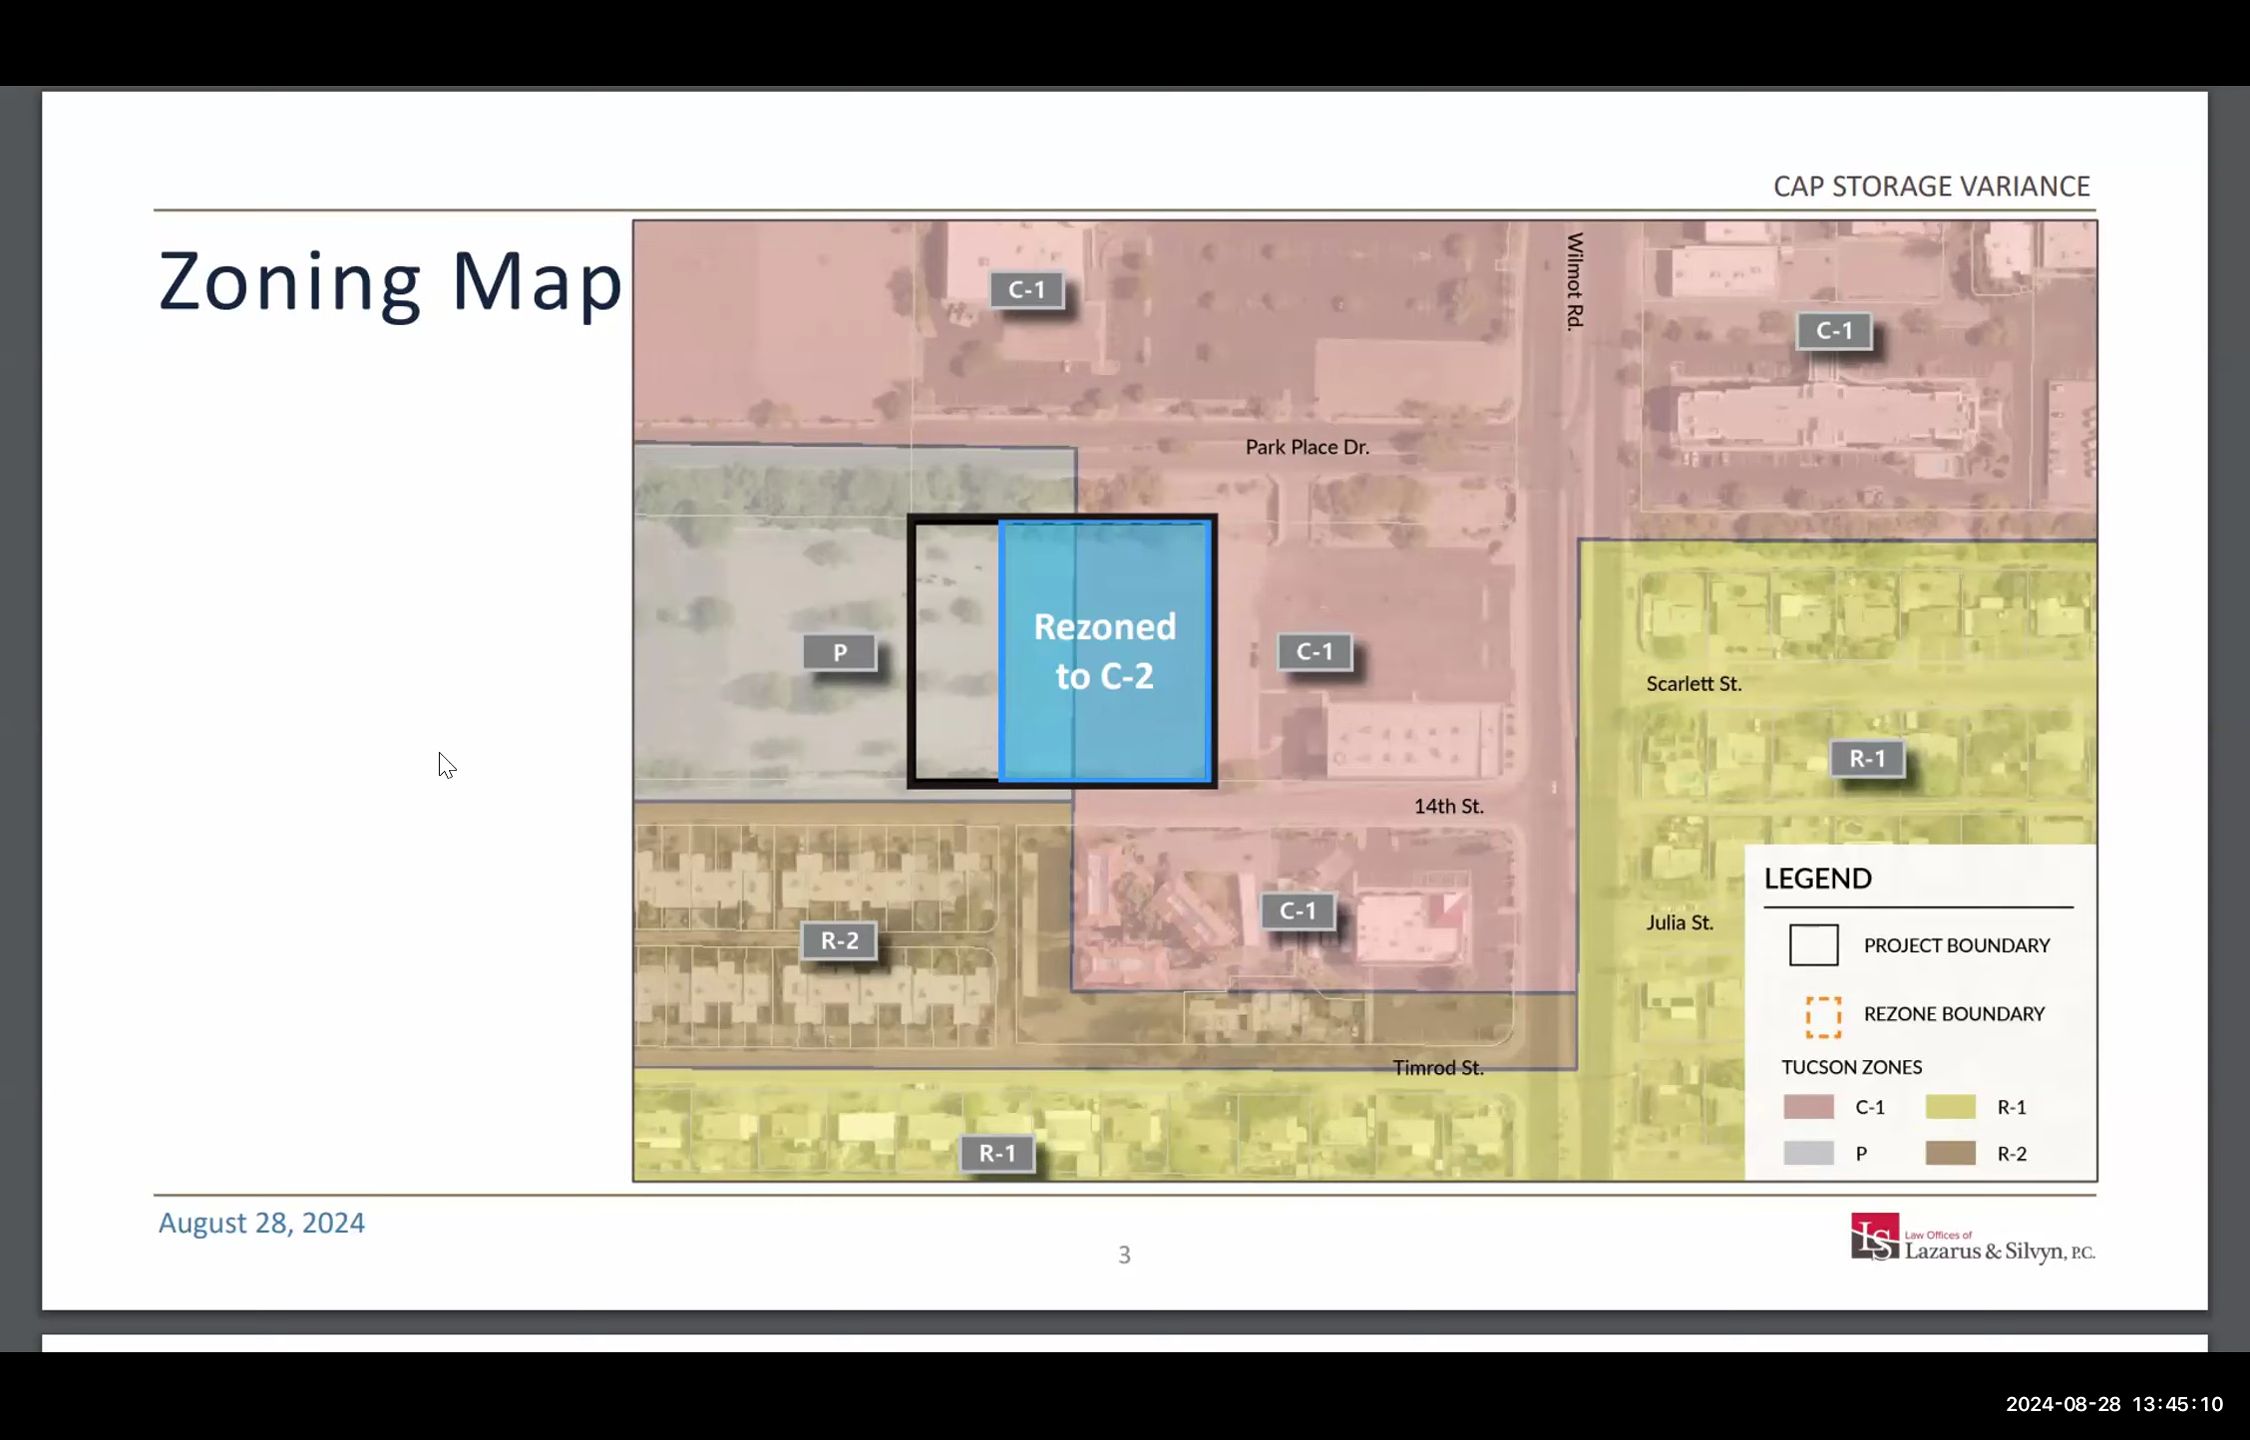 CAP STORAGE VARIANCE
Zoning Map
C-1
Wilmot Rd.
C-1
Park Place Dr.
P
Rezoned
to C-2
C-1
Scarlett St.
R-1
14th St.
C-1
R-2
Julia St.
Timrod St.
R-1
LEGEND
PROJECT BOUNDARY
REZONE BOUNDARY
TUCSON ZONES
C-1
R-1
P
R-2
August 28, 2024
3
LS
Law Offices of
Lazarus & Silvyn, P.C.
2024-08-28 13:45:10